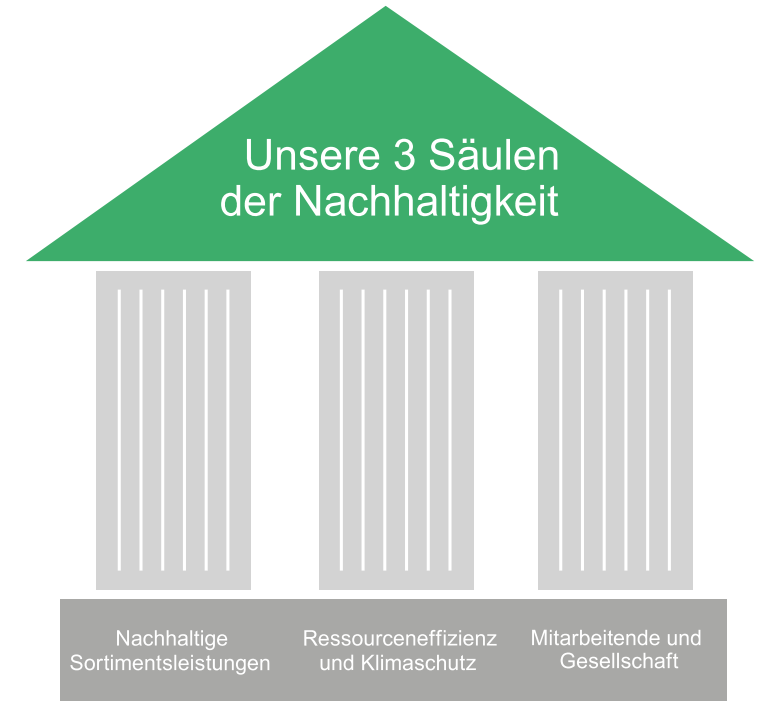 Unsere 3 Säulen
der Nachhaltigkeit
Nachhaltige
Sortimentsleistungen
Ressourceneffizienz
und Klimaschutz
Mitarbeitende und
Gesellschaft